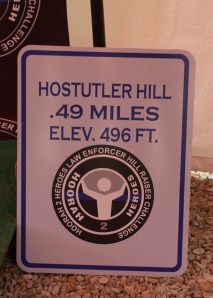 HOSTUTLER HILL
.49 MILES
ELEV. 496 FT.
HOORAH 2 HEROES LAW ENFORCER HILL RAISER CHALLENGE
HOORAH
2
HEROES